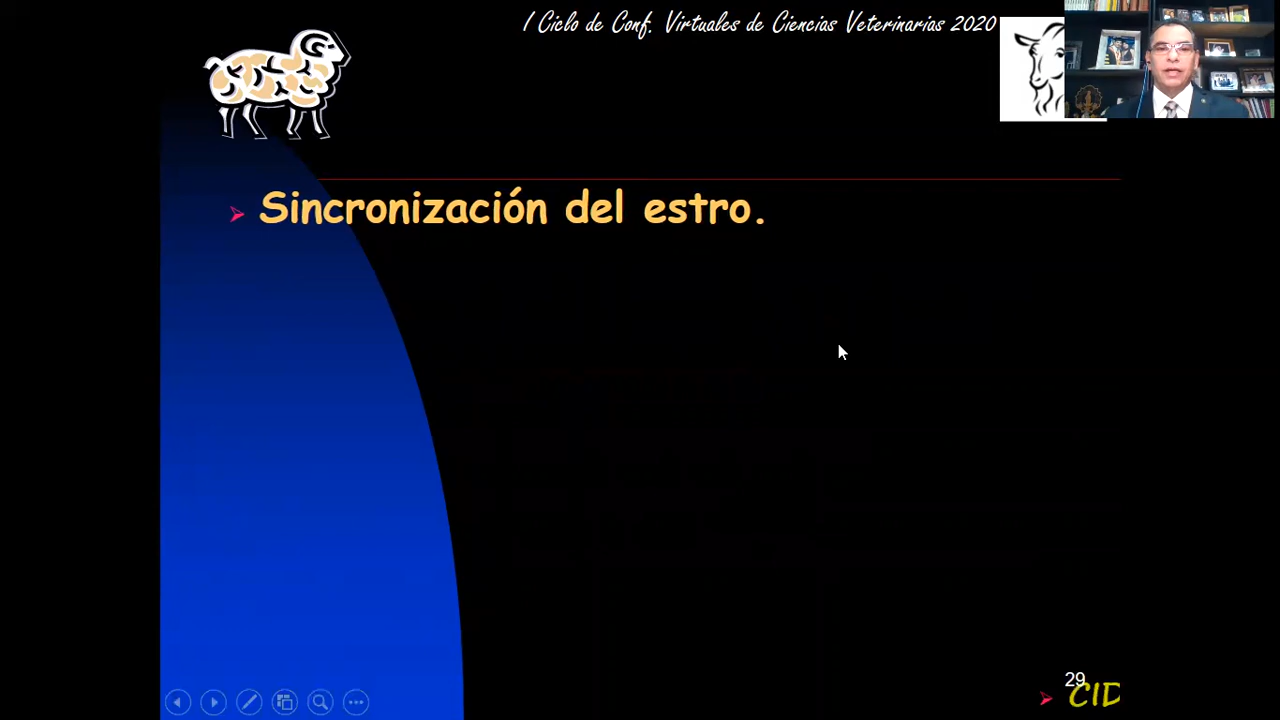 I Ciclo de Conf. Virtuales de Ciencias Veterinarias 2020
Sincronización del estro.
29
CID